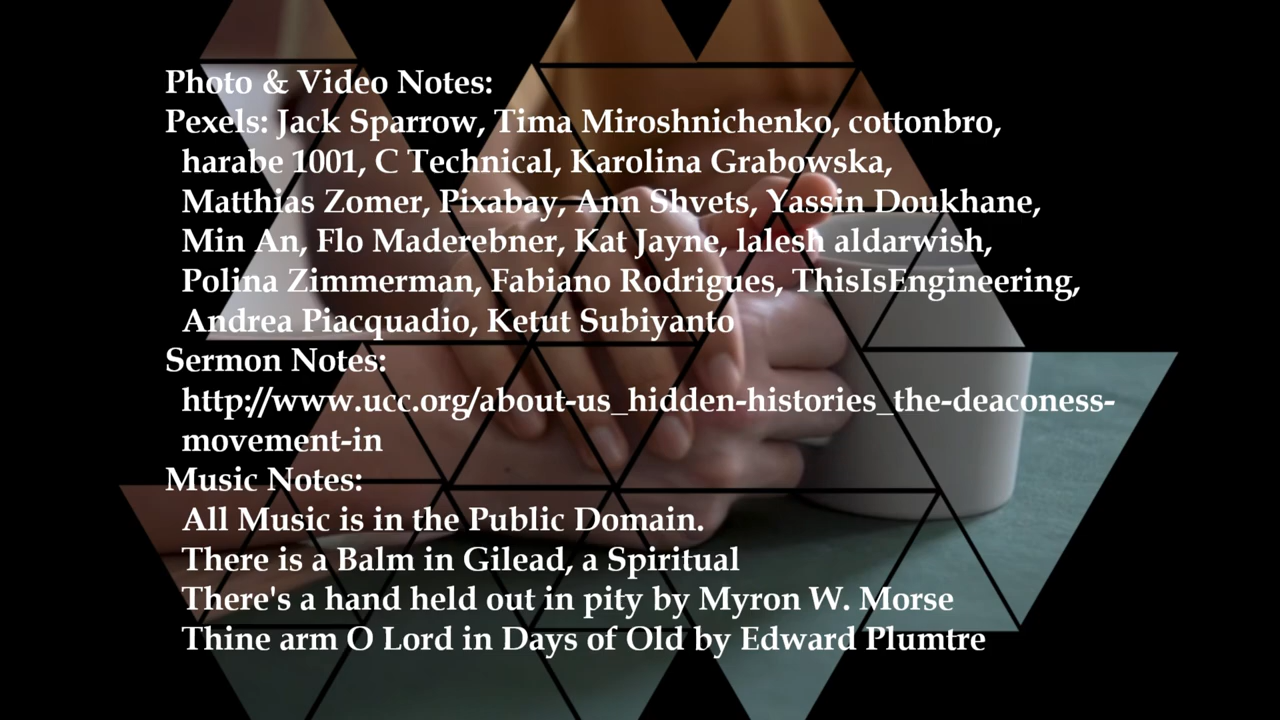 Photo & Video Notes:
Pexels: Jack Sparrow, Tima Miroshnichenko, cottonbro,
harabe 1001, C Technical, Karolina Grabowska,
Matthias Zomer, Pixabay, Ann Shvets, Yassin Doukhane,
Min An, Flo Maderebner, Kat Jayne, lalesh aldarwish,
Polina Zimmerman, Fabiano Rodrigues, ThisIsEngineering,
Andrea Piacquadio, Ketut Subiyanto
Sermon Notes:
http://www.ucc.org/about-us_hidden-histories_the-deaconess-
movement-in
Music Notes:
All Music is in the Public Domain.
There is a Balm in Gilead, a Spiritual
There's a hand held out in pity by Myron W. Morse
Thine arm O Lord in Days of Old by Edward Plumtre